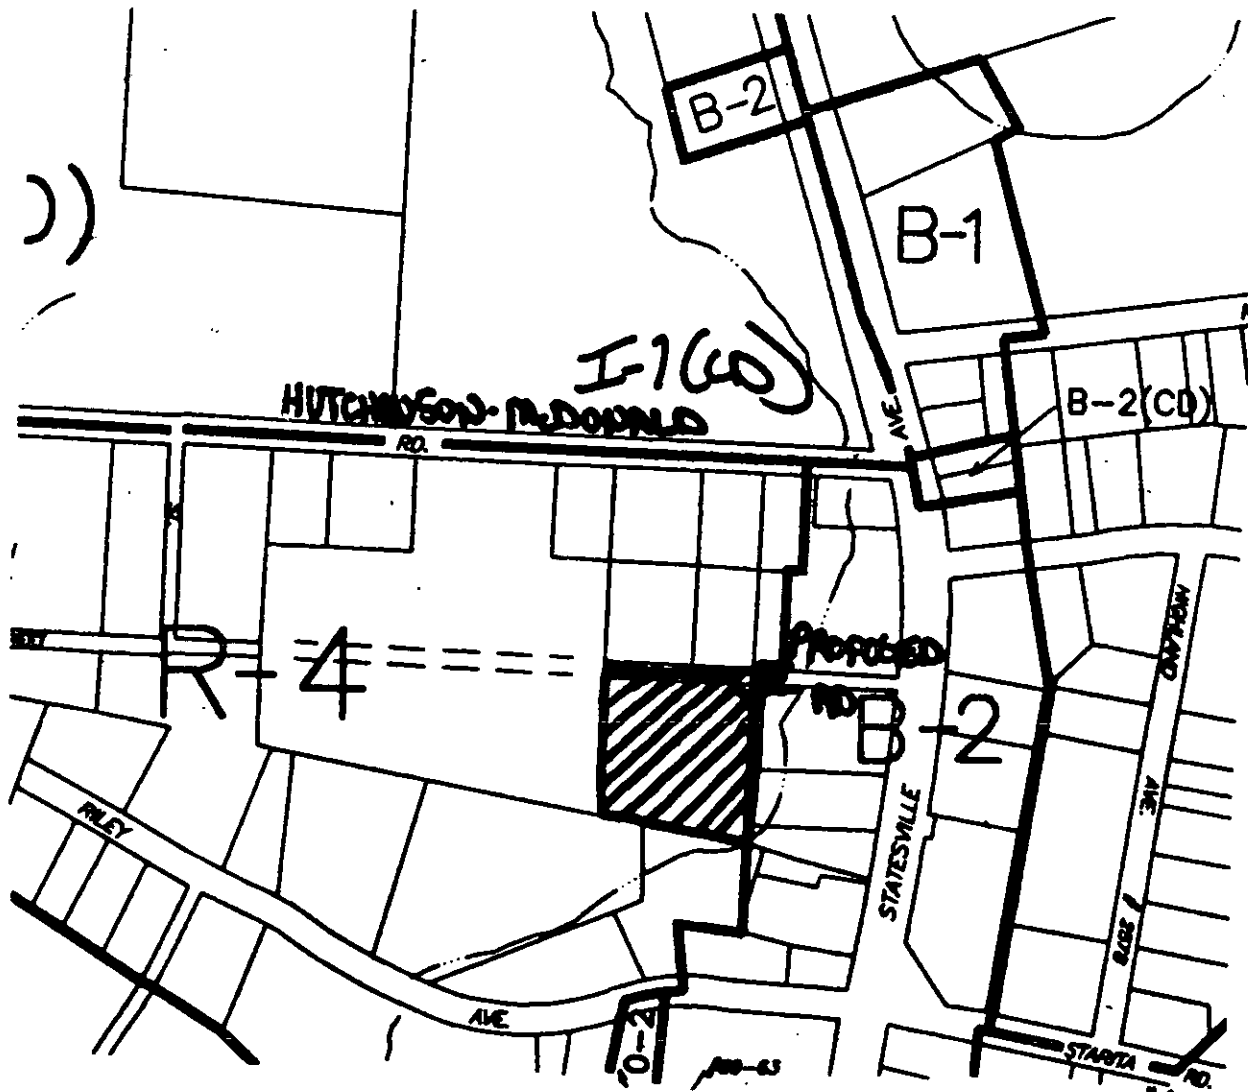 B-2
B-1
I-1(CD)
B-2(CD)
HUTCHINSON-McDONALD
RD.
AVE.
R-4
PROPOSED
RD
B-2
HIGHLAND
AVE.
RILEY
STATESVILLE
AVE.
O-2
STARITA
RD.